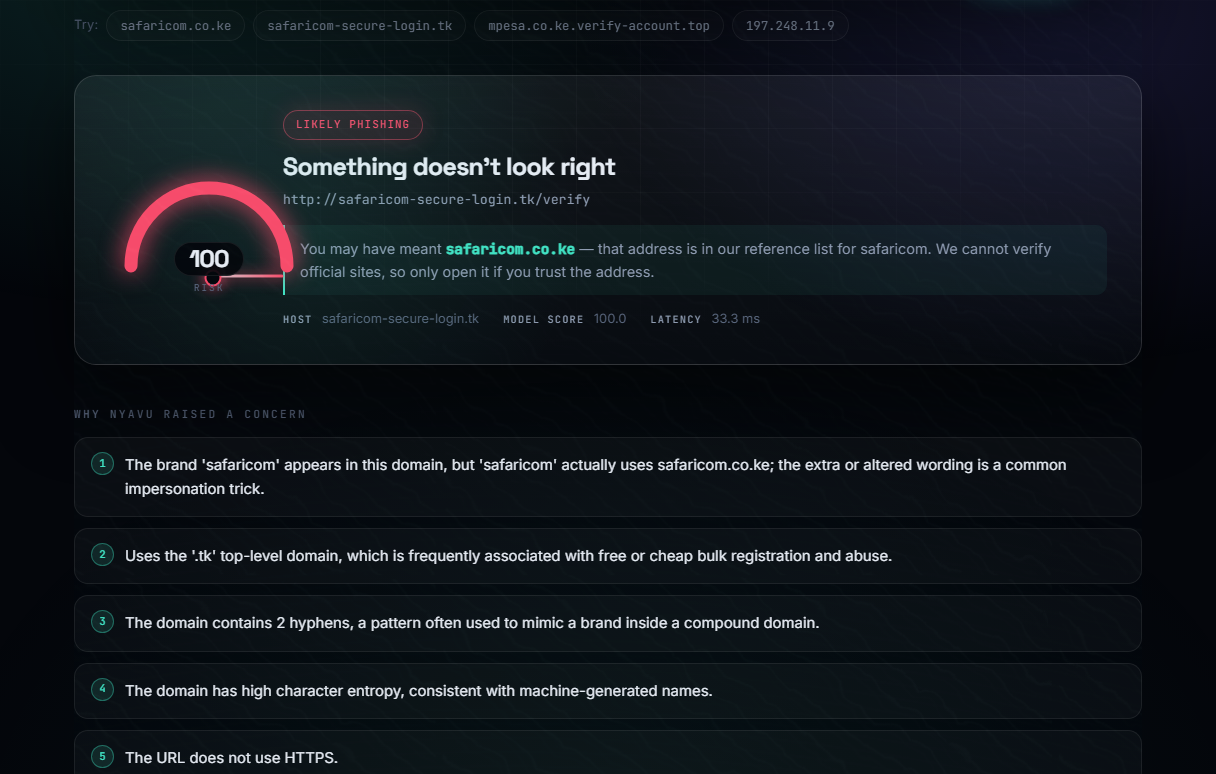 Try: safaricom.co.ke safaricom-secure-login.tk mpesa.co.ke.verify-account.top 197.248.11.9
LIKELY PHISHING
Something doesn't look right
http://safaricom-secure-login.tk/verify
100
RISK
You may have meant safaricom.co.ke — that address is in our reference list for safaricom. We cannot verify
official sites, so only open it if you trust the address.
HOST safaricom-secure-login.tk MODEL SCORE 100.0 LATENCY 33.3 ms
WHY NYAVU RAISED A CONCERN
1 The brand 'safaricom' appears in this domain, but 'safaricom' actually uses safaricom.co.ke; the extra or altered wording is a common
impersonation trick.
2 Uses the '.tk' top-level domain, which is frequently associated with free or cheap bulk registration and abuse.
3 The domain contains 2 hyphens, a pattern often used to mimic a brand inside a compound domain.
4 The domain has high character entropy, consistent with machine-generated names.
5 The URL does not use HTTPS.